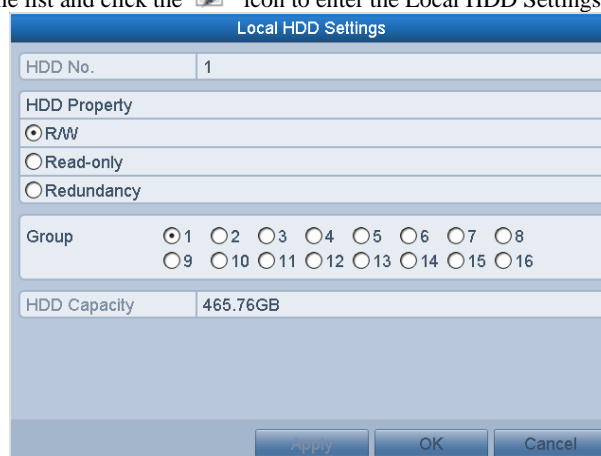 list and click the " " icon to enter the Local HDD Settings
Local HDD Settings
HDD No. 1
HDD Property
R/W
Read-only
Redundancy
Group 1 2 3 4 5 6 7 8
9 10 11 12 13 14 15 16
HDD Capacity 465.76GB
Apply OK Cancel